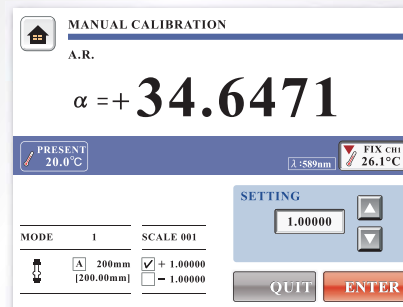 MANUAL CALIBRATION
A.R.
α = + 34.6471
PRESENT
20.0°C
λ :589nm
FIX CH1
26.1°C
SETTING
1.00000
MODE 1 SCALE 001
A 200mm + 1.00000
[200.00mm] - 1.00000
QUIT ENTER